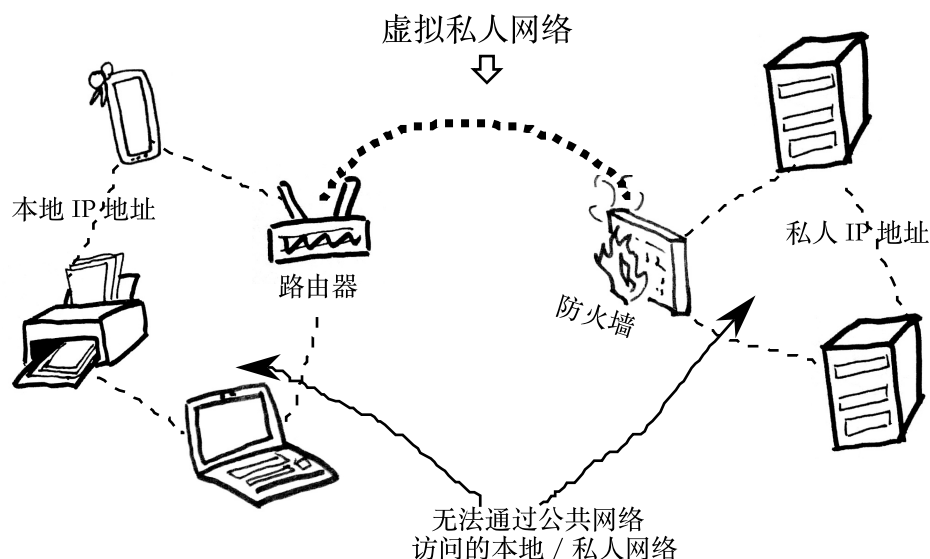 虚拟私人网络
本地 IP 地址
私人 IP 地址
路由器
防火墙
无法通过公共网络
访问的本地 / 私人网络